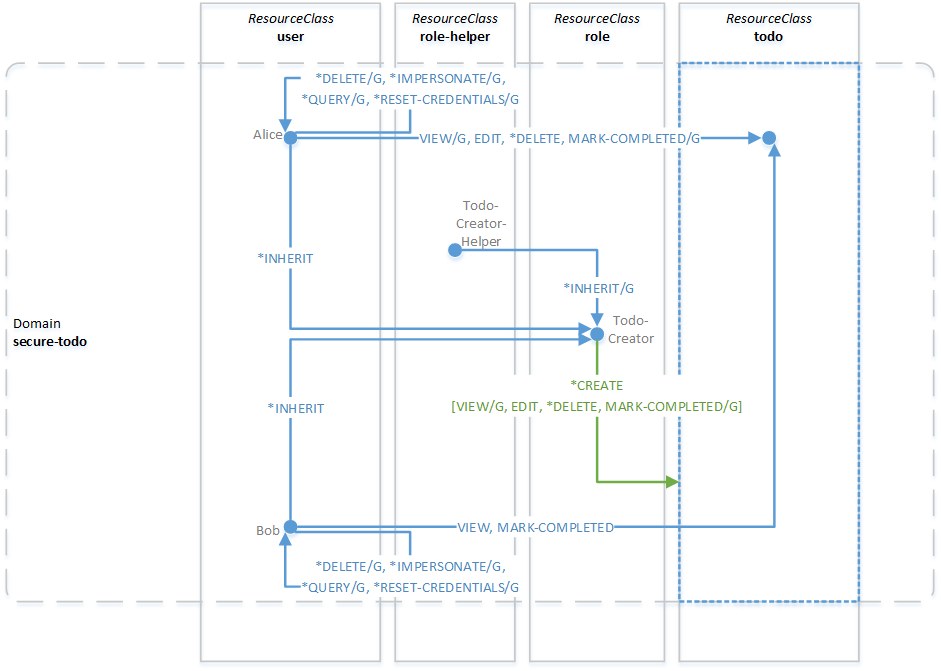 ResourceClass
user
ResourceClass
role-helper
ResourceClass
role
ResourceClass
todo
*DELETE/G, *IMPERSONATE/G,
*QUERY/G, *RESET-CREDENTIALS/G
Alice
VIEW/G, EDIT, *DELETE, MARK-COMPLETED/G
Todo-
Creator-
Helper
*INHERIT
*INHERIT/G
Domain
secure-todo
Todo-
Creator
*CREATE
[VIEW/G, EDIT, *DELETE, MARK-COMPLETED/G]
*INHERIT
Bob
VIEW, MARK-COMPLETED
*DELETE/G, *IMPERSONATE/G,
*QUERY/G, *RESET-CREDENTIALS/G